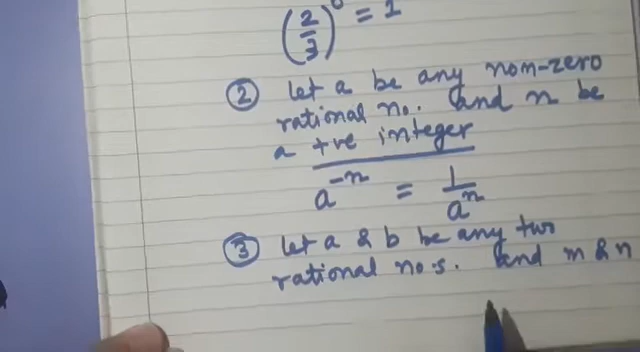 (2/3)⁰ = 1
② Let a be any non-zero
rational no. and n be
a +ve integer
a⁻ⁿ = 1/aⁿ
③ Let a & b be any two
rational no.s. and m & n